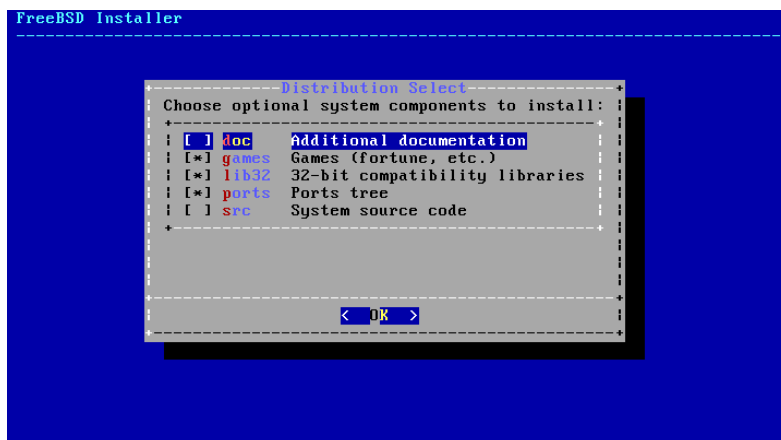 FreeBSD Installer
Distribution Select
Choose optional system components to install:
[ ] doc Additional documentation
[*] games Games (fortune, etc.)
[*] lib32 32-bit compatibility libraries
[*] ports Ports tree
[ ] src System source code
< OK >